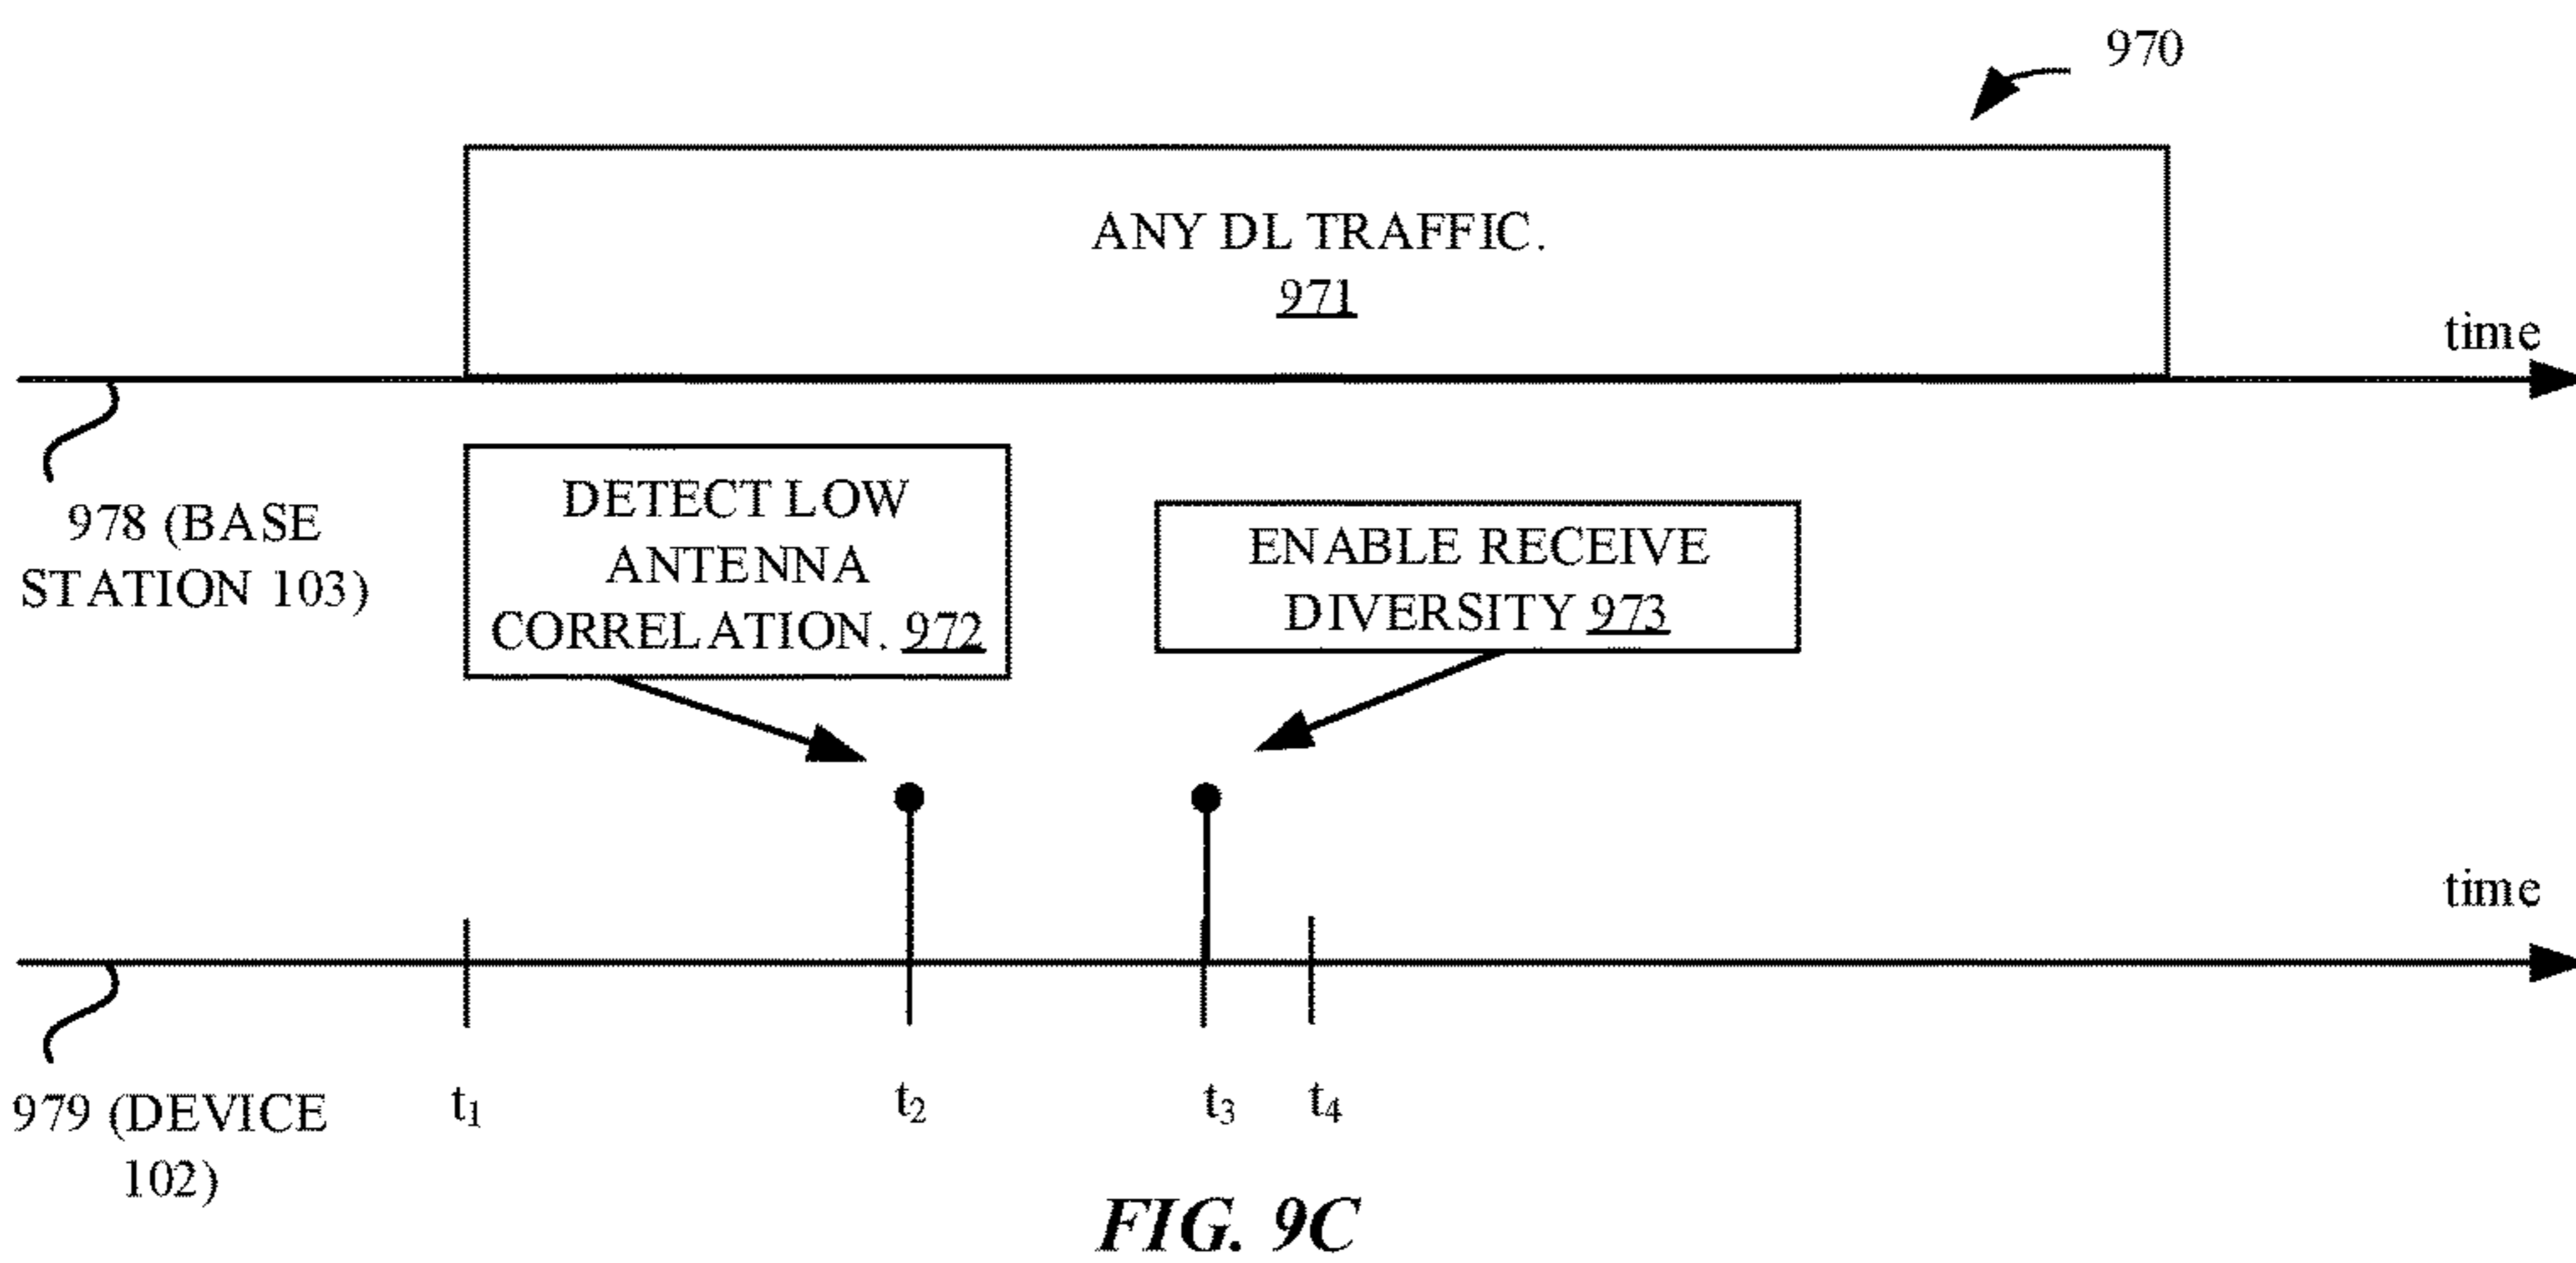 970
ANY DL TRAFFIC.
971
time
978 (BASE
STATION 103)
DETECT LOW
ANTENNA
CORRELATION. 972
ENABLE RECEIVE
DIVERSITY 973
time
979 (DEVICE
102)
t₁ t₂ t₃ t₄
FIG. 9C